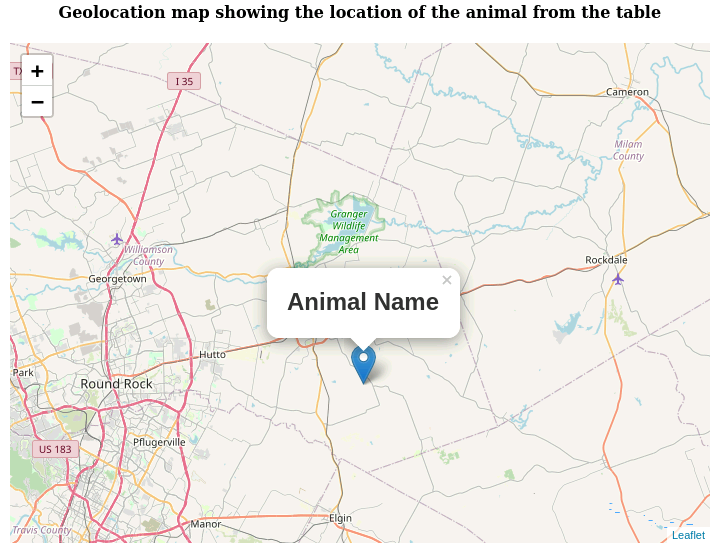 Geolocation map showing the location of the animal from the table
+
−
I 35
Cameron
Milam
County
Granger
Wildlife
Management
Area
Williamson
County
Georgetown
Rockdale
×
Animal Name
Hutto
Park
Round Rock
Pflugerville
US 183
Elgin
Manor
Travis County
Leaflet